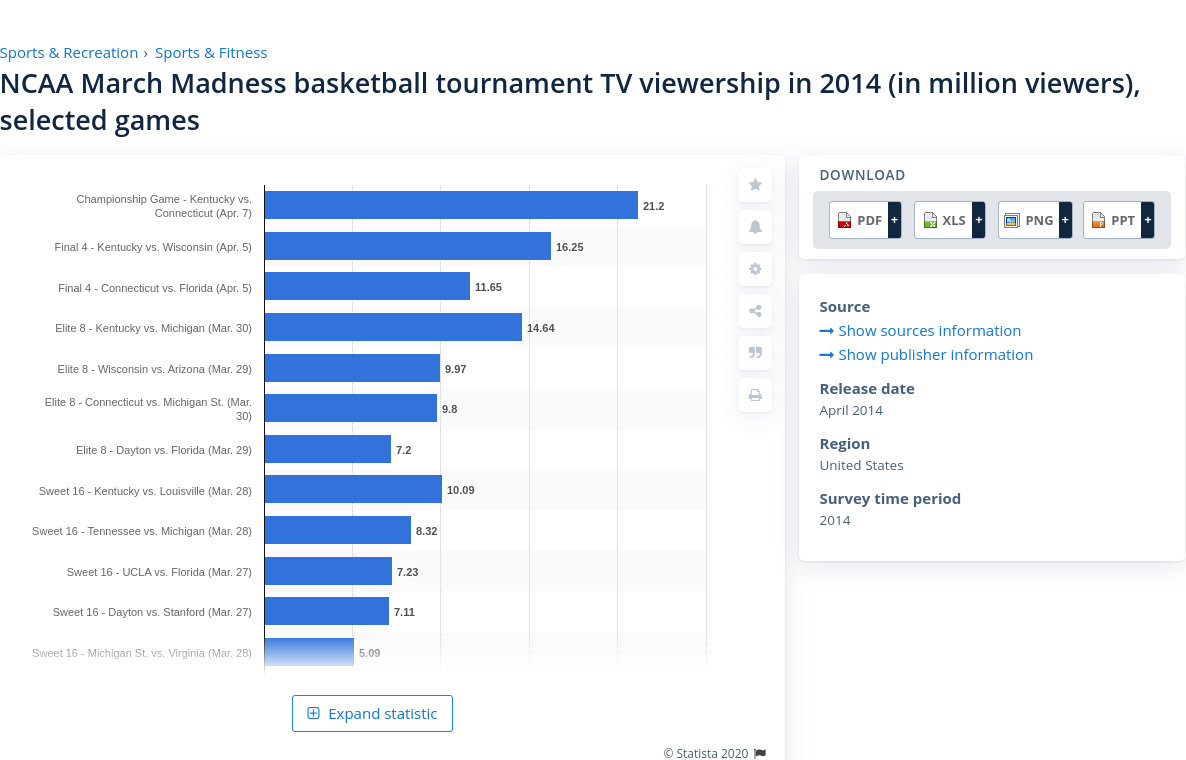 Sports & Recreation › Sports & Fitness
NCAA March Madness basketball tournament TV viewership in 2014 (in million viewers),
selected games
Championship Game - Kentucky vs.
Connecticut (Apr. 7)
21.2
Final 4 - Kentucky vs. Wisconsin (Apr. 5)
16.25
Final 4 - Connecticut vs. Florida (Apr. 5)
11.65
Elite 8 - Kentucky vs. Michigan (Mar. 30)
14.64
Elite 8 - Wisconsin vs. Arizona (Mar. 29)
9.97
Elite 8 - Connecticut vs. Michigan St. (Mar.
30)
9.8
Elite 8 - Dayton vs. Florida (Mar. 29)
7.2
Sweet 16 - Kentucky vs. Louisville (Mar. 28)
10.09
Sweet 16 - Tennessee vs. Michigan (Mar. 28)
8.32
Sweet 16 - UCLA vs. Florida (Mar. 27)
7.23
Sweet 16 - Dayton vs. Stanford (Mar. 27)
7.11
Sweet 16 - Michigan St. vs. Virginia (Mar. 28)
5.09
Expand statistic
© Statista 2020
DOWNLOAD
PDF +
XLS +
PNG +
PPT +
Source
Show sources information
Show publisher information
Release date
April 2014
Region
United States
Survey time period
2014